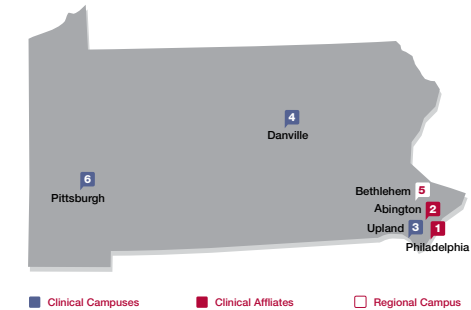 4
Danville
6
Pittsburgh
Bethlehem 5
Abington 2
Upland 3 1
Philadelphia
Clinical Campuses Clinical Affliates Regional Campus